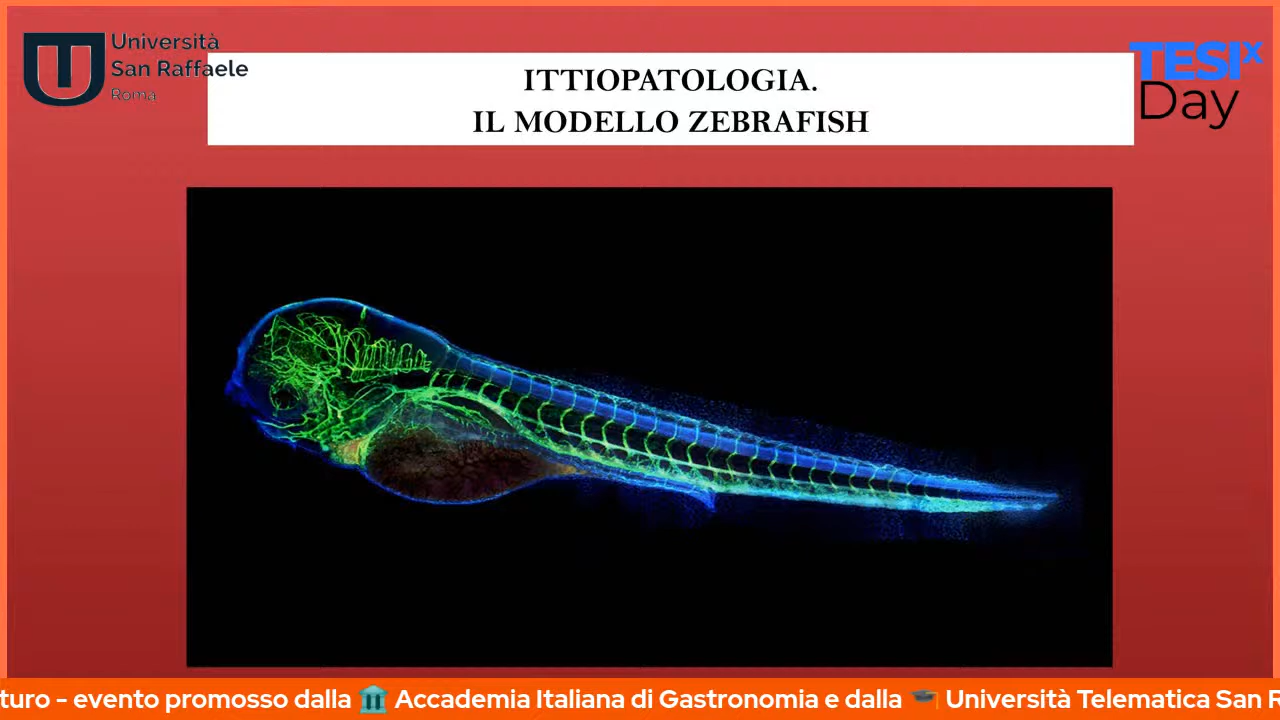 Università
San Raffaele
Roma
ITTIOPATOLOGIA.
IL MODELLO ZEBRAFISH
TESIx
Day
turo - evento promosso dalla 🏛️ Accademia Italiana di Gastronomia e dalla 🎓 Università Telematica San R